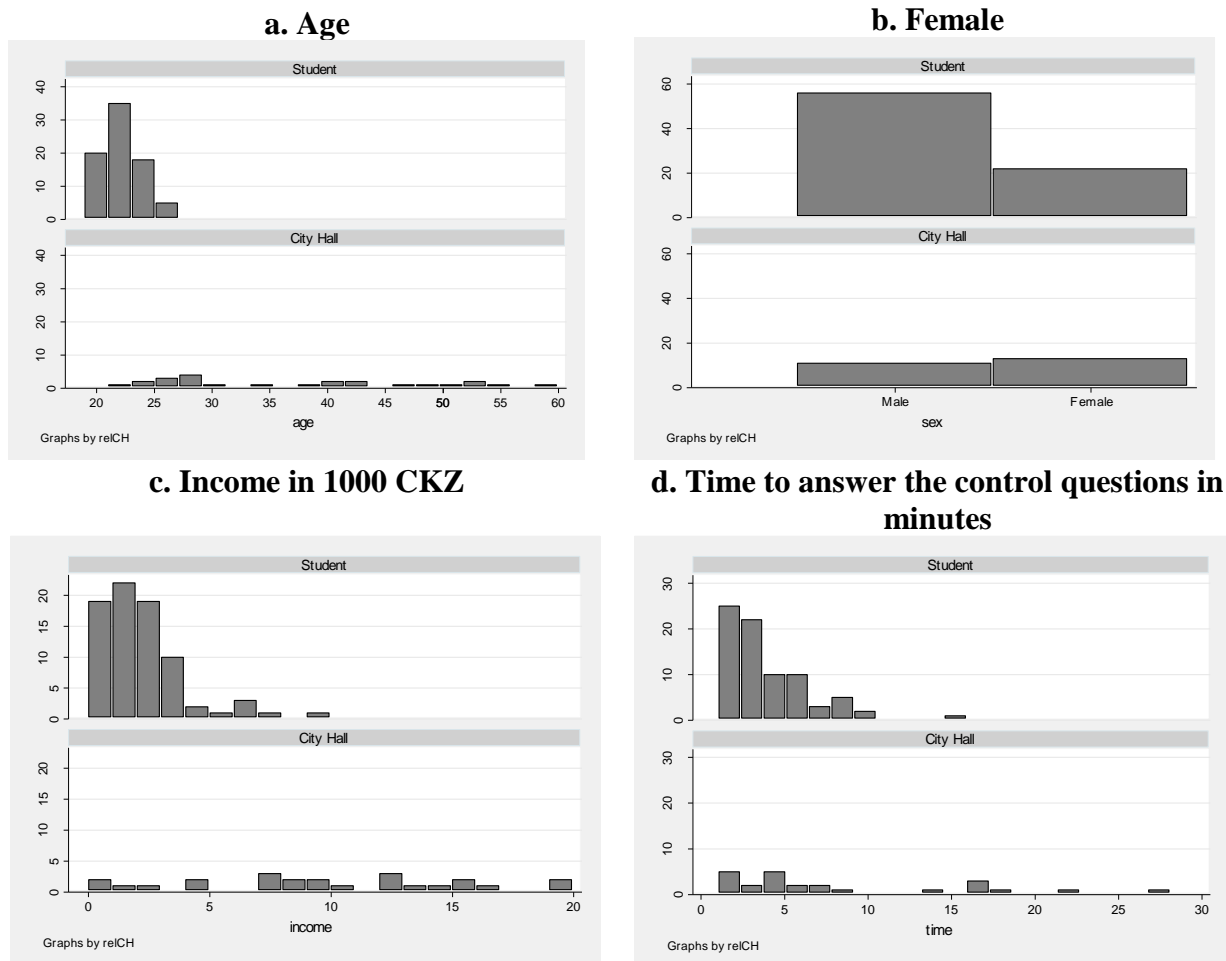 a. Age
Student
0 10 20 30 40
City Hall
0 10 20 30 40
20 25 30 35 40 45 50 55 60
age
Graphs by relCH
b. Female
Student
0 20 40 60
City Hall
0 20 40 60
Male Female
sex
Graphs by relCH
c. Income in 1000 CKZ
Student
0 5 10 15 20
City Hall
0 5 10 15 20
0 5 10 15 20
income
Graphs by relCH
d. Time to answer the control questions in
minutes
Student
0 10 20 30
City Hall
0 10 20 30
0 5 10 15 20 25 30
time
Graphs by relCH